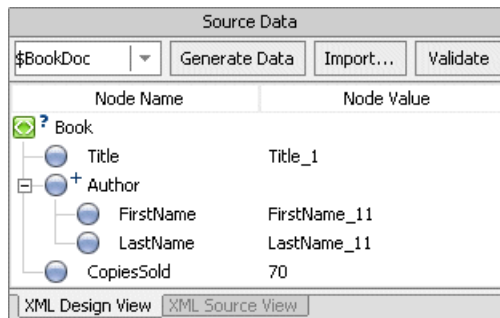 Source Data
$BookDoc Generate Data Import... Validate
Node Name Node Value
? Book
Title Title_1
+ Author
FirstName FirstName_11
LastName LastName_11
CopiesSold 70
XML Design View XML Source View